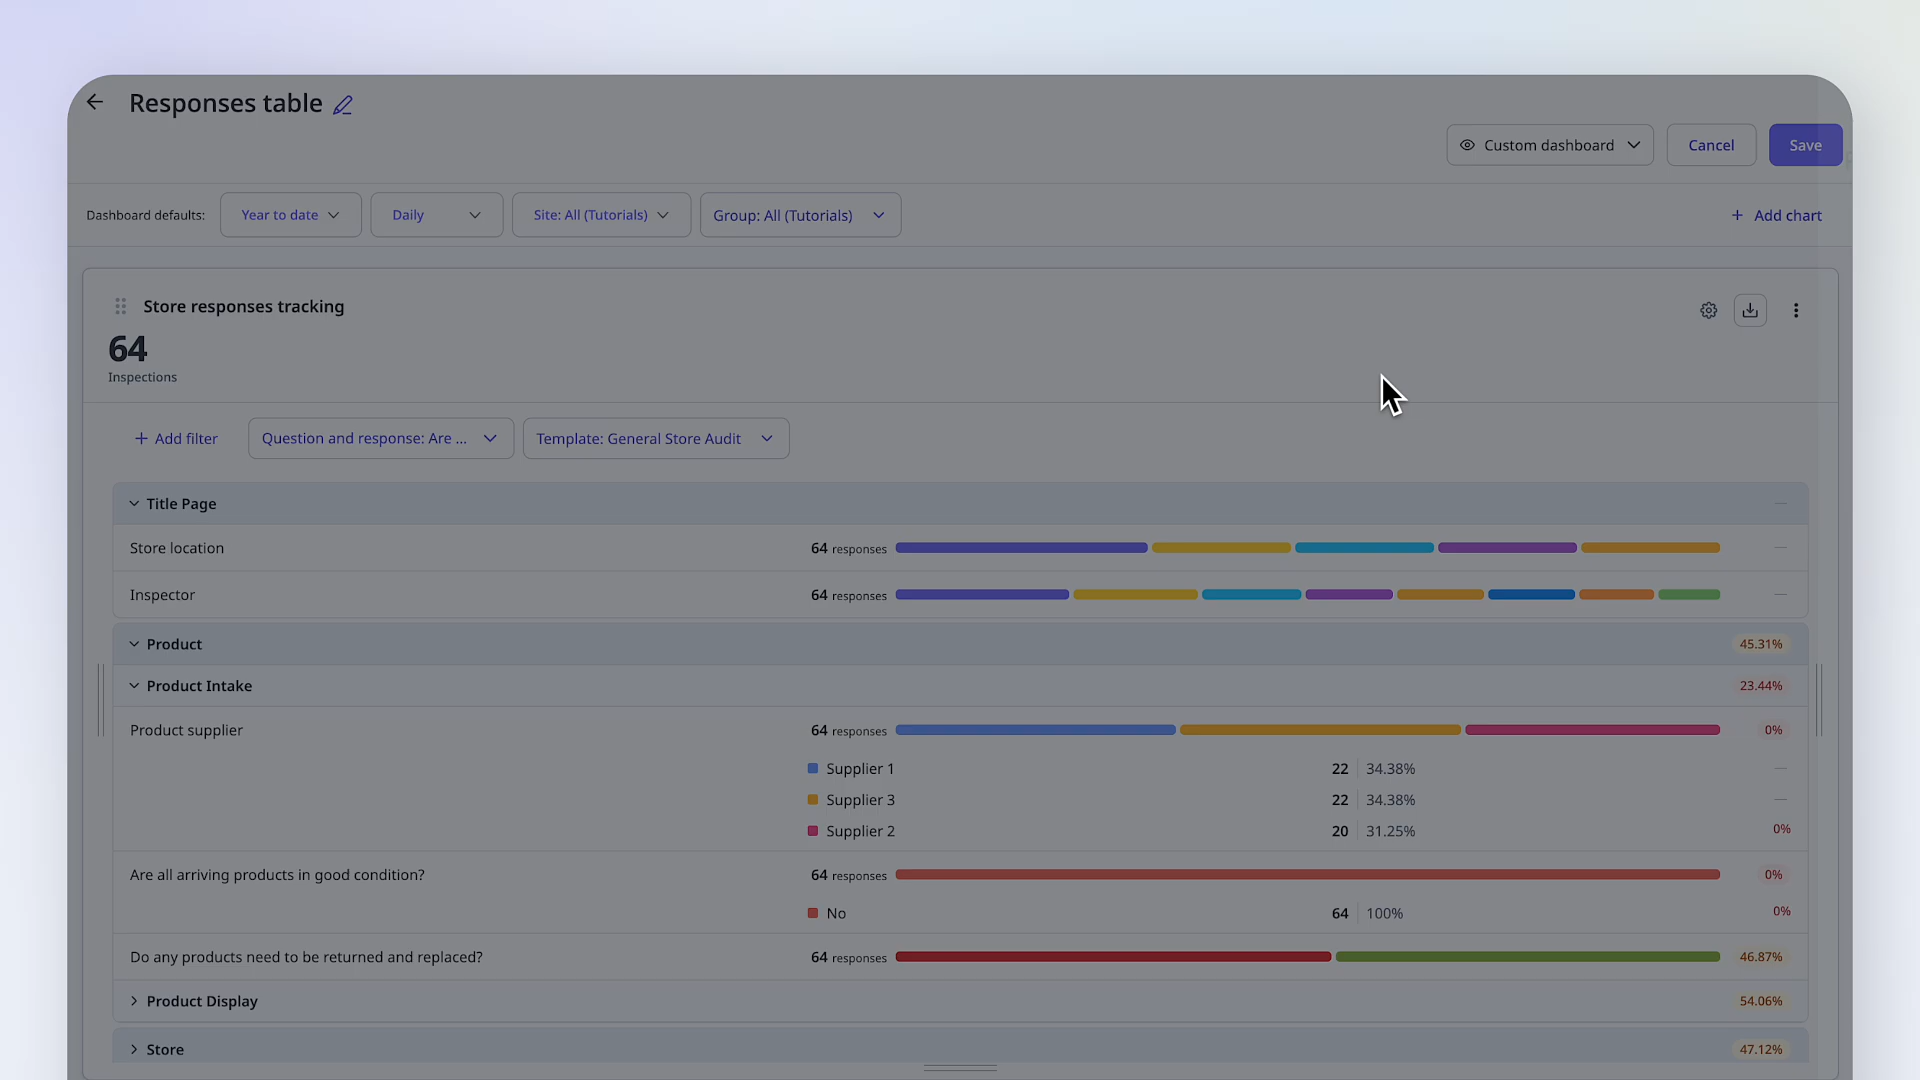 Responses table
Custom dashboard
Cancel
Save
Dashboard defaults:
Year to date
Daily
Site: All (Tutorials)
Group: All (Tutorials)
+ Add chart
Store responses tracking
64
Inspections
+ Add filter
Question and response: Are ...
Template: General Store Audit
Title Page —
Store location 64 responses —
Inspector 64 responses —
Product 45.31%
Product Intake 23.44%
Product supplier 64 responses 0%
Supplier 1 22 34.38% —
Supplier 3 22 34.38% —
Supplier 2 20 31.25% 0%
Are all arriving products in good condition? 64 responses 0%
No 64 100% 0%
Do any products need to be returned and replaced? 64 responses 46.87%
Product Display 54.06%
Store 47.12%